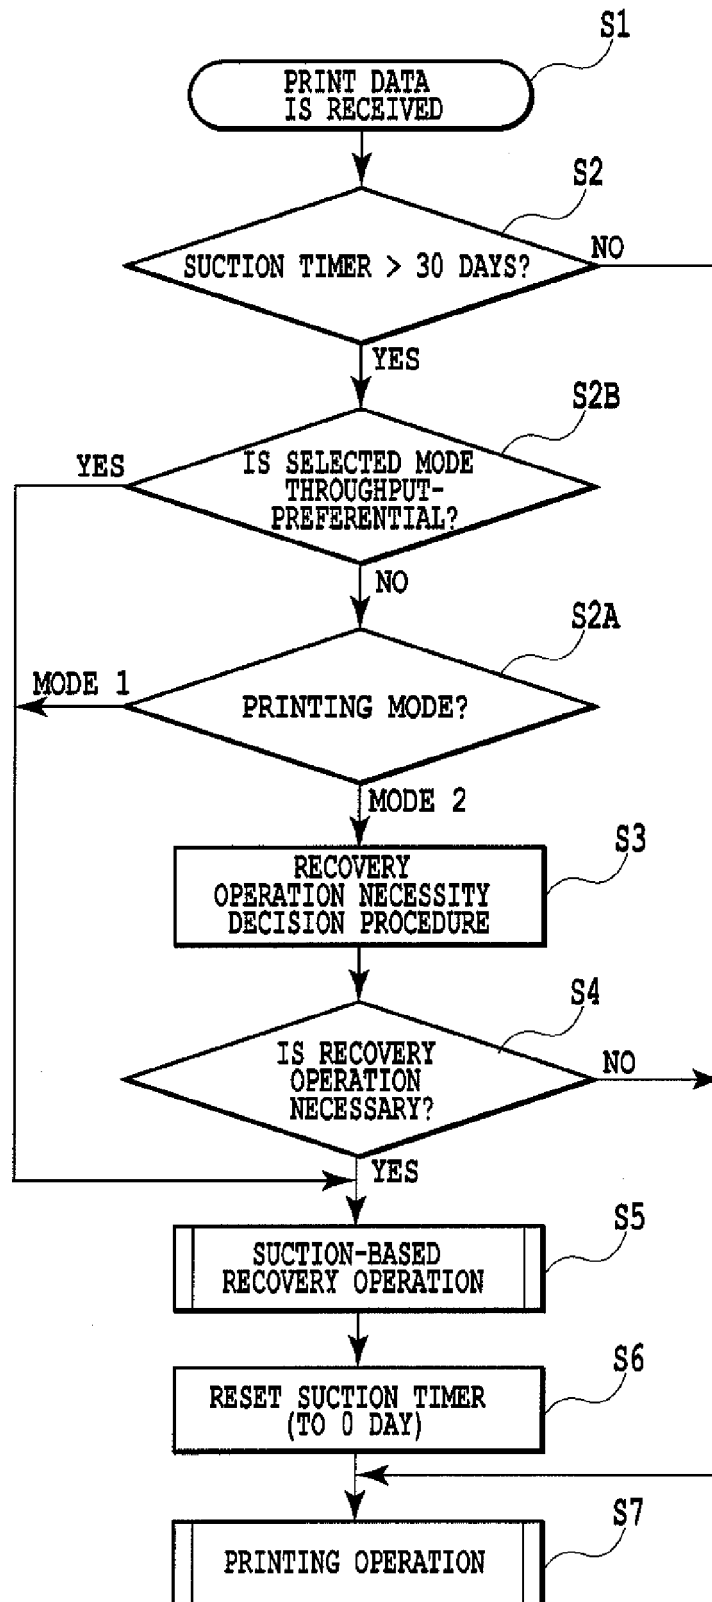 S1
PRINT DATA
IS RECEIVED
S2
SUCTION TIMER > 30 DAYS?
NO
YES
S2B
IS SELECTED MODE
THROUGHPUT-
PREFERENTIAL?
YES
NO
S2A
MODE 1
PRINTING MODE?
MODE 2
S3
RECOVERY
OPERATION NECESSITY
DECISION PROCEDURE
S4
IS RECOVERY
OPERATION
NECESSARY?
NO
YES
S5
SUCTION-BASED
RECOVERY OPERATION
S6
RESET SUCTION TIMER
(TO 0 DAY)
S7
PRINTING OPERATION